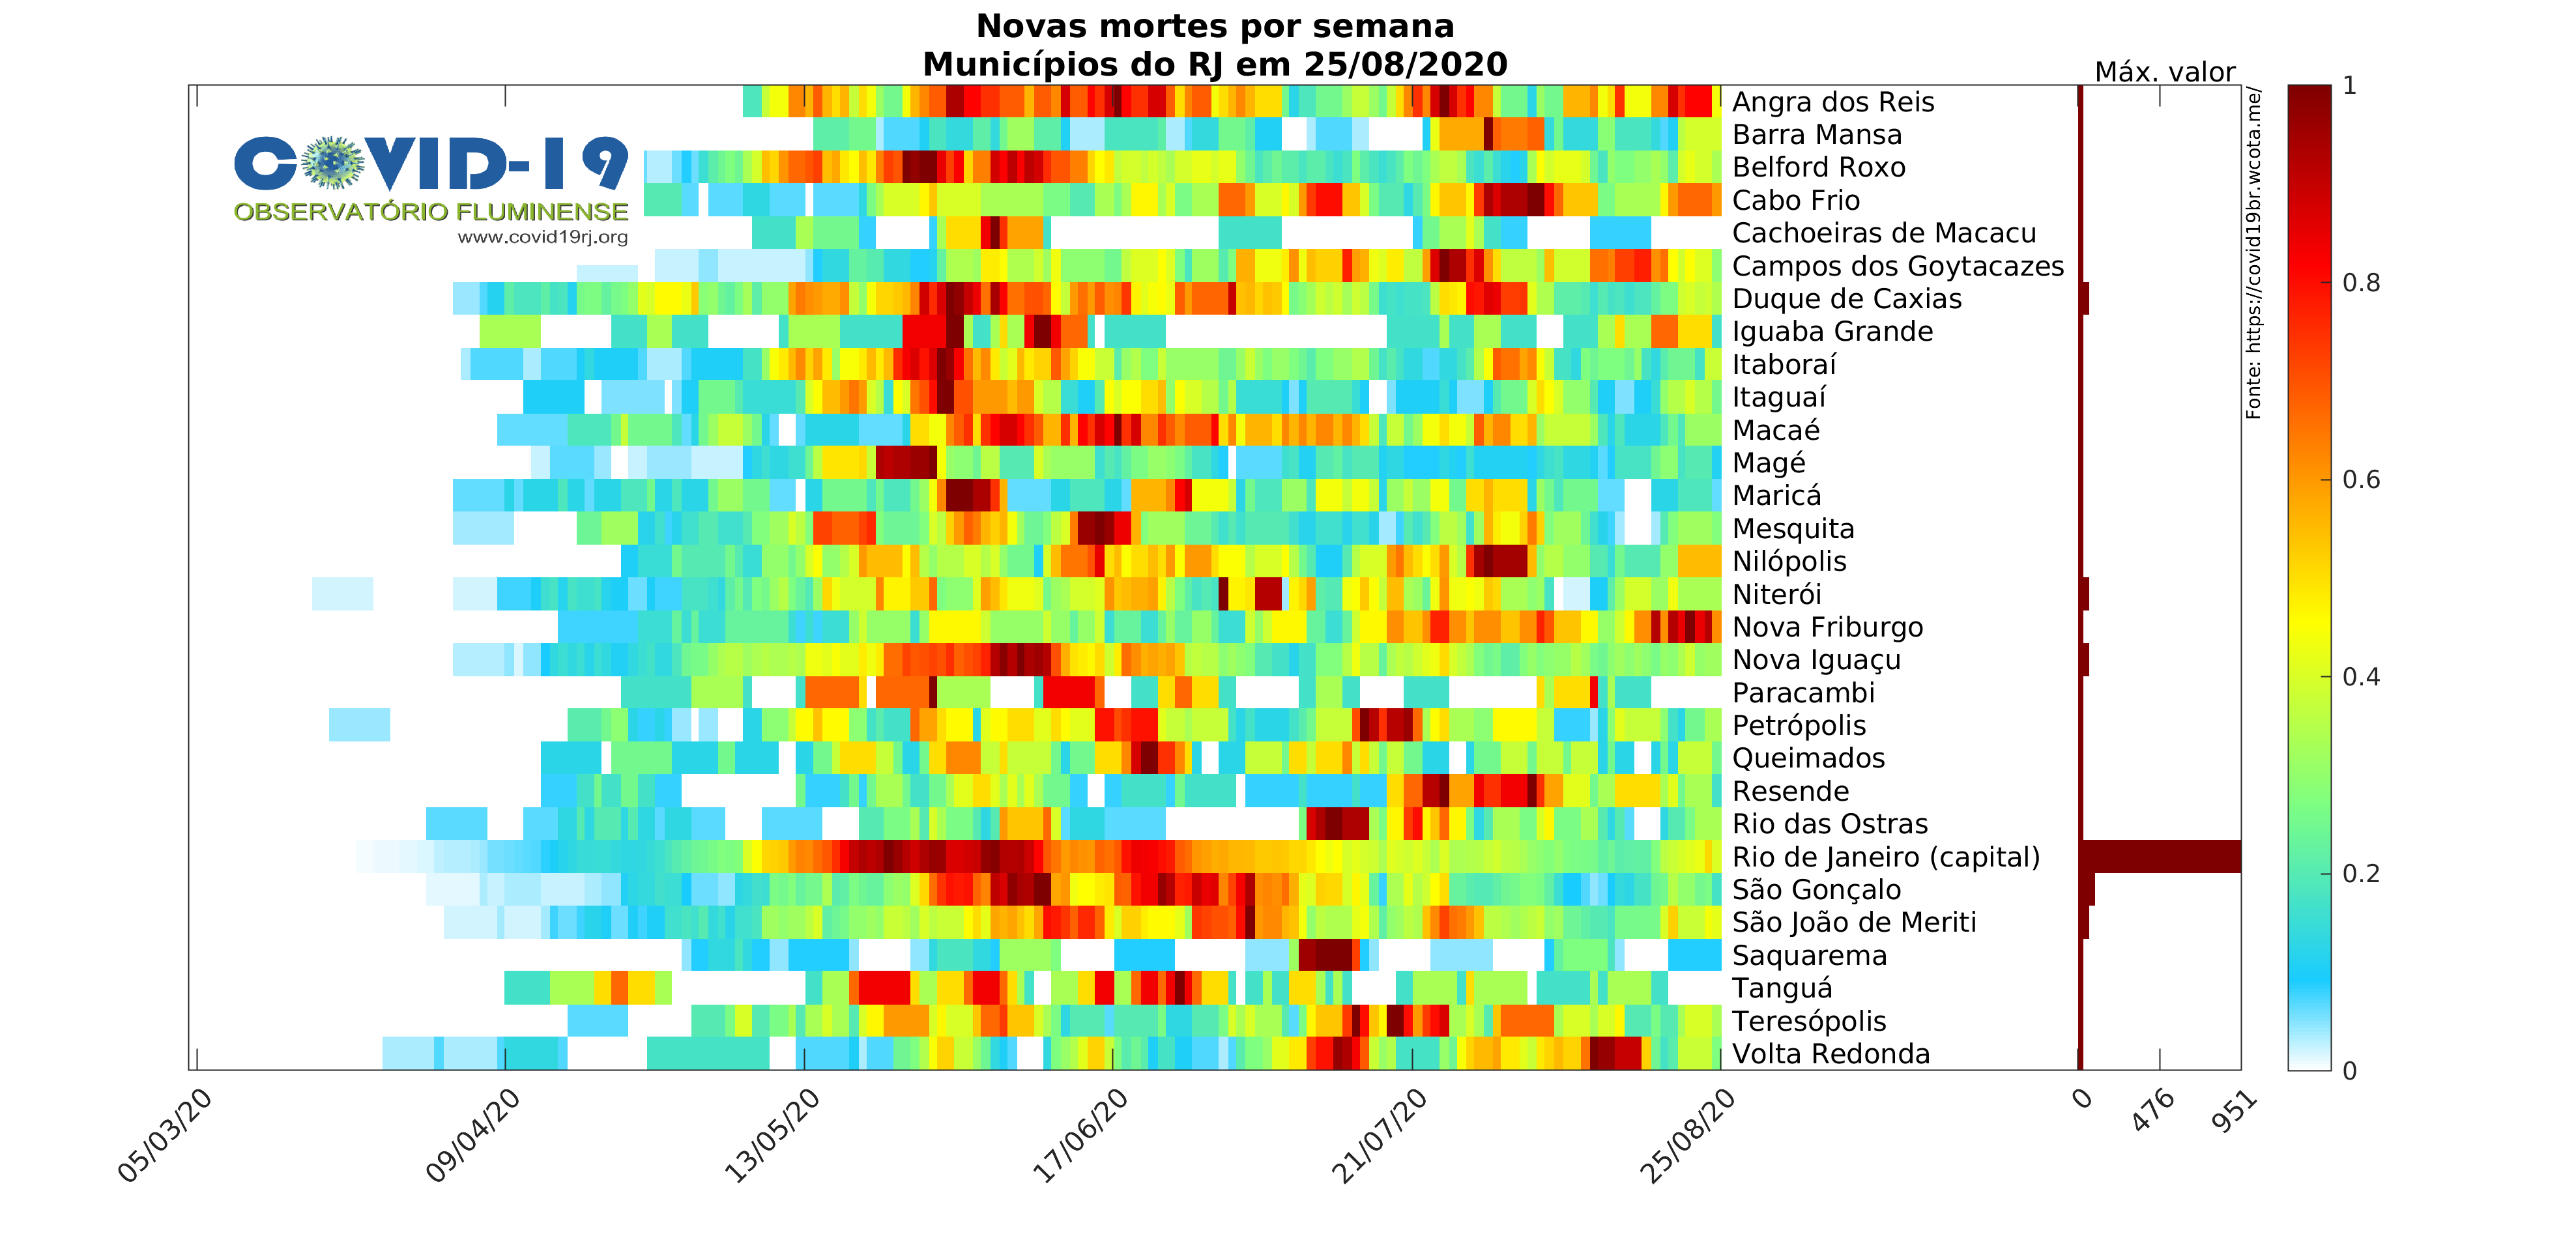 Novas mortes por semana
Municípios do RJ em 25/08/2020
Máx. valor
COVID-19
OBSERVATÓRIO FLUMINENSE
www.covid19rj.org
Angra dos Reis
Barra Mansa
Belford Roxo
Cabo Frio
Cachoeiras de Macacu
Campos dos Goytacazes
Duque de Caxias
Iguaba Grande
Itaboraí
Itaguaí
Macaé
Magé
Maricá
Mesquita
Nilópolis
Niterói
Nova Friburgo
Nova Iguaçu
Paracambi
Petrópolis
Queimados
Resende
Rio das Ostras
Rio de Janeiro (capital)
São Gonçalo
São João de Meriti
Saquarema
Tanguá
Teresópolis
Volta Redonda
Fonte: https://covid19br.wcota.me/
1
0.8
0.6
0.4
0.2
0
05/03/20
09/04/20
13/05/20
17/06/20
21/07/20
25/08/20
0
476
951